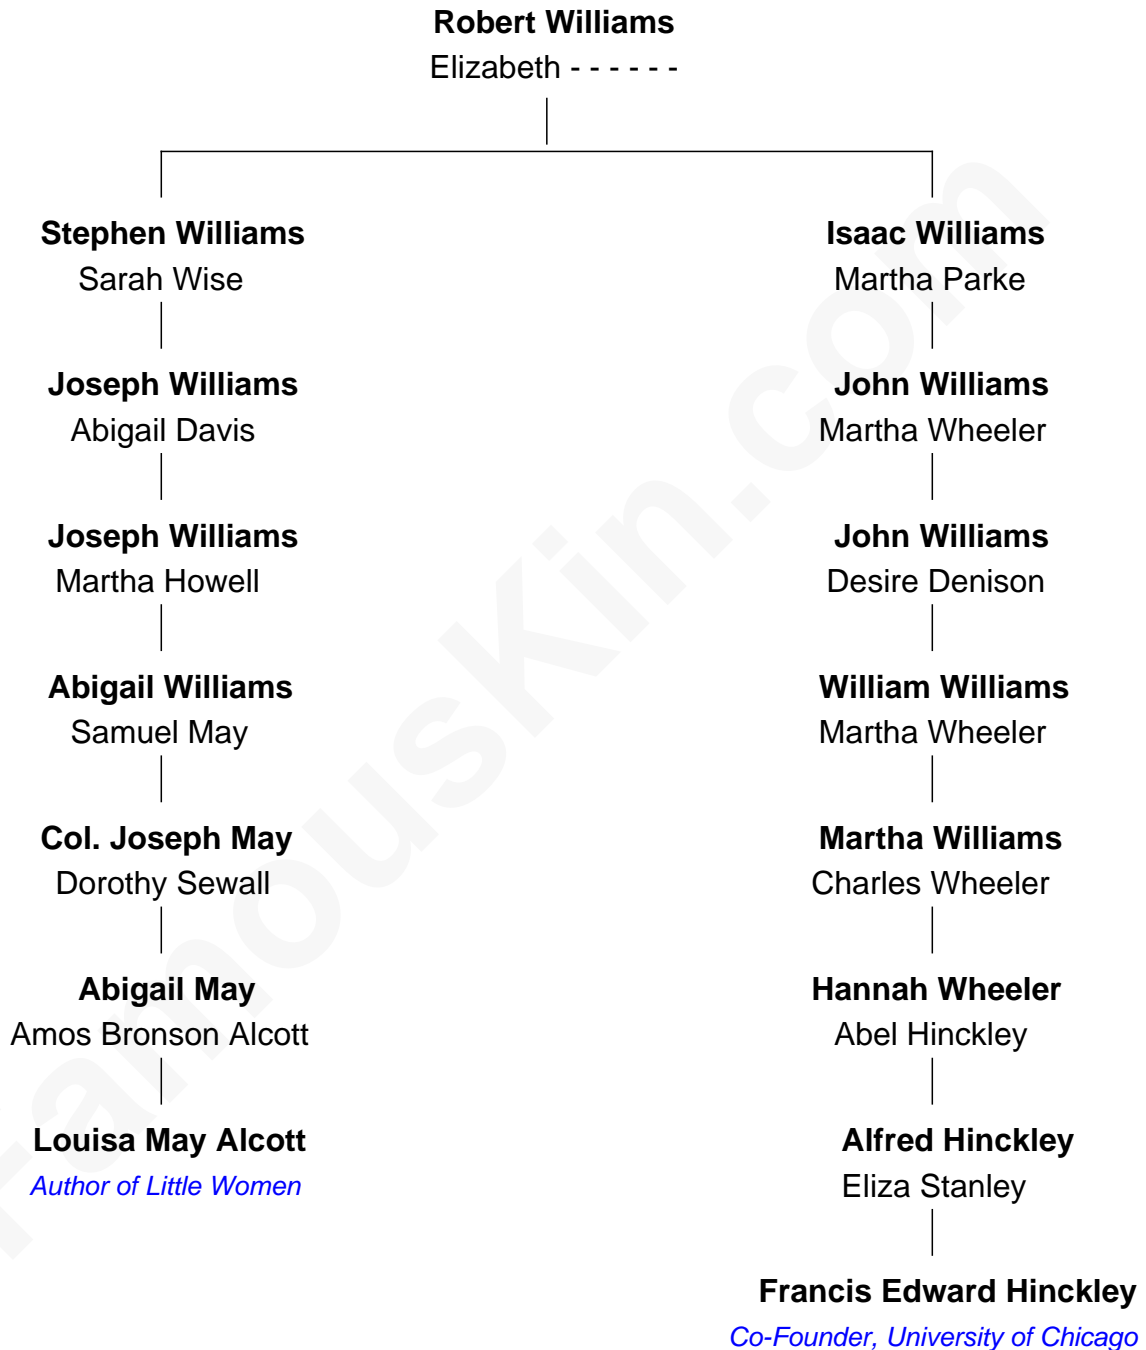 Robert Williams
Elizabeth - - - - - -
Stephen Williams
Sarah Wise
Joseph Williams
Abigail Davis
Joseph Williams
Martha Howell
Abigail Williams
Samuel May
Col. Joseph May
Dorothy Sewall
Abigail May
Amos Bronson Alcott
Louisa May Alcott
Author of Little Women
Isaac Williams
Martha Parke
John Williams
Martha Wheeler
John Williams
Desire Denison
William Williams
Martha Wheeler
Martha Williams
Charles Wheeler
Hannah Wheeler
Abel Hinckley
Alfred Hinckley
Eliza Stanley
Francis Edward Hinckley
Co-Founder, University of Chicago
FamousKin.com